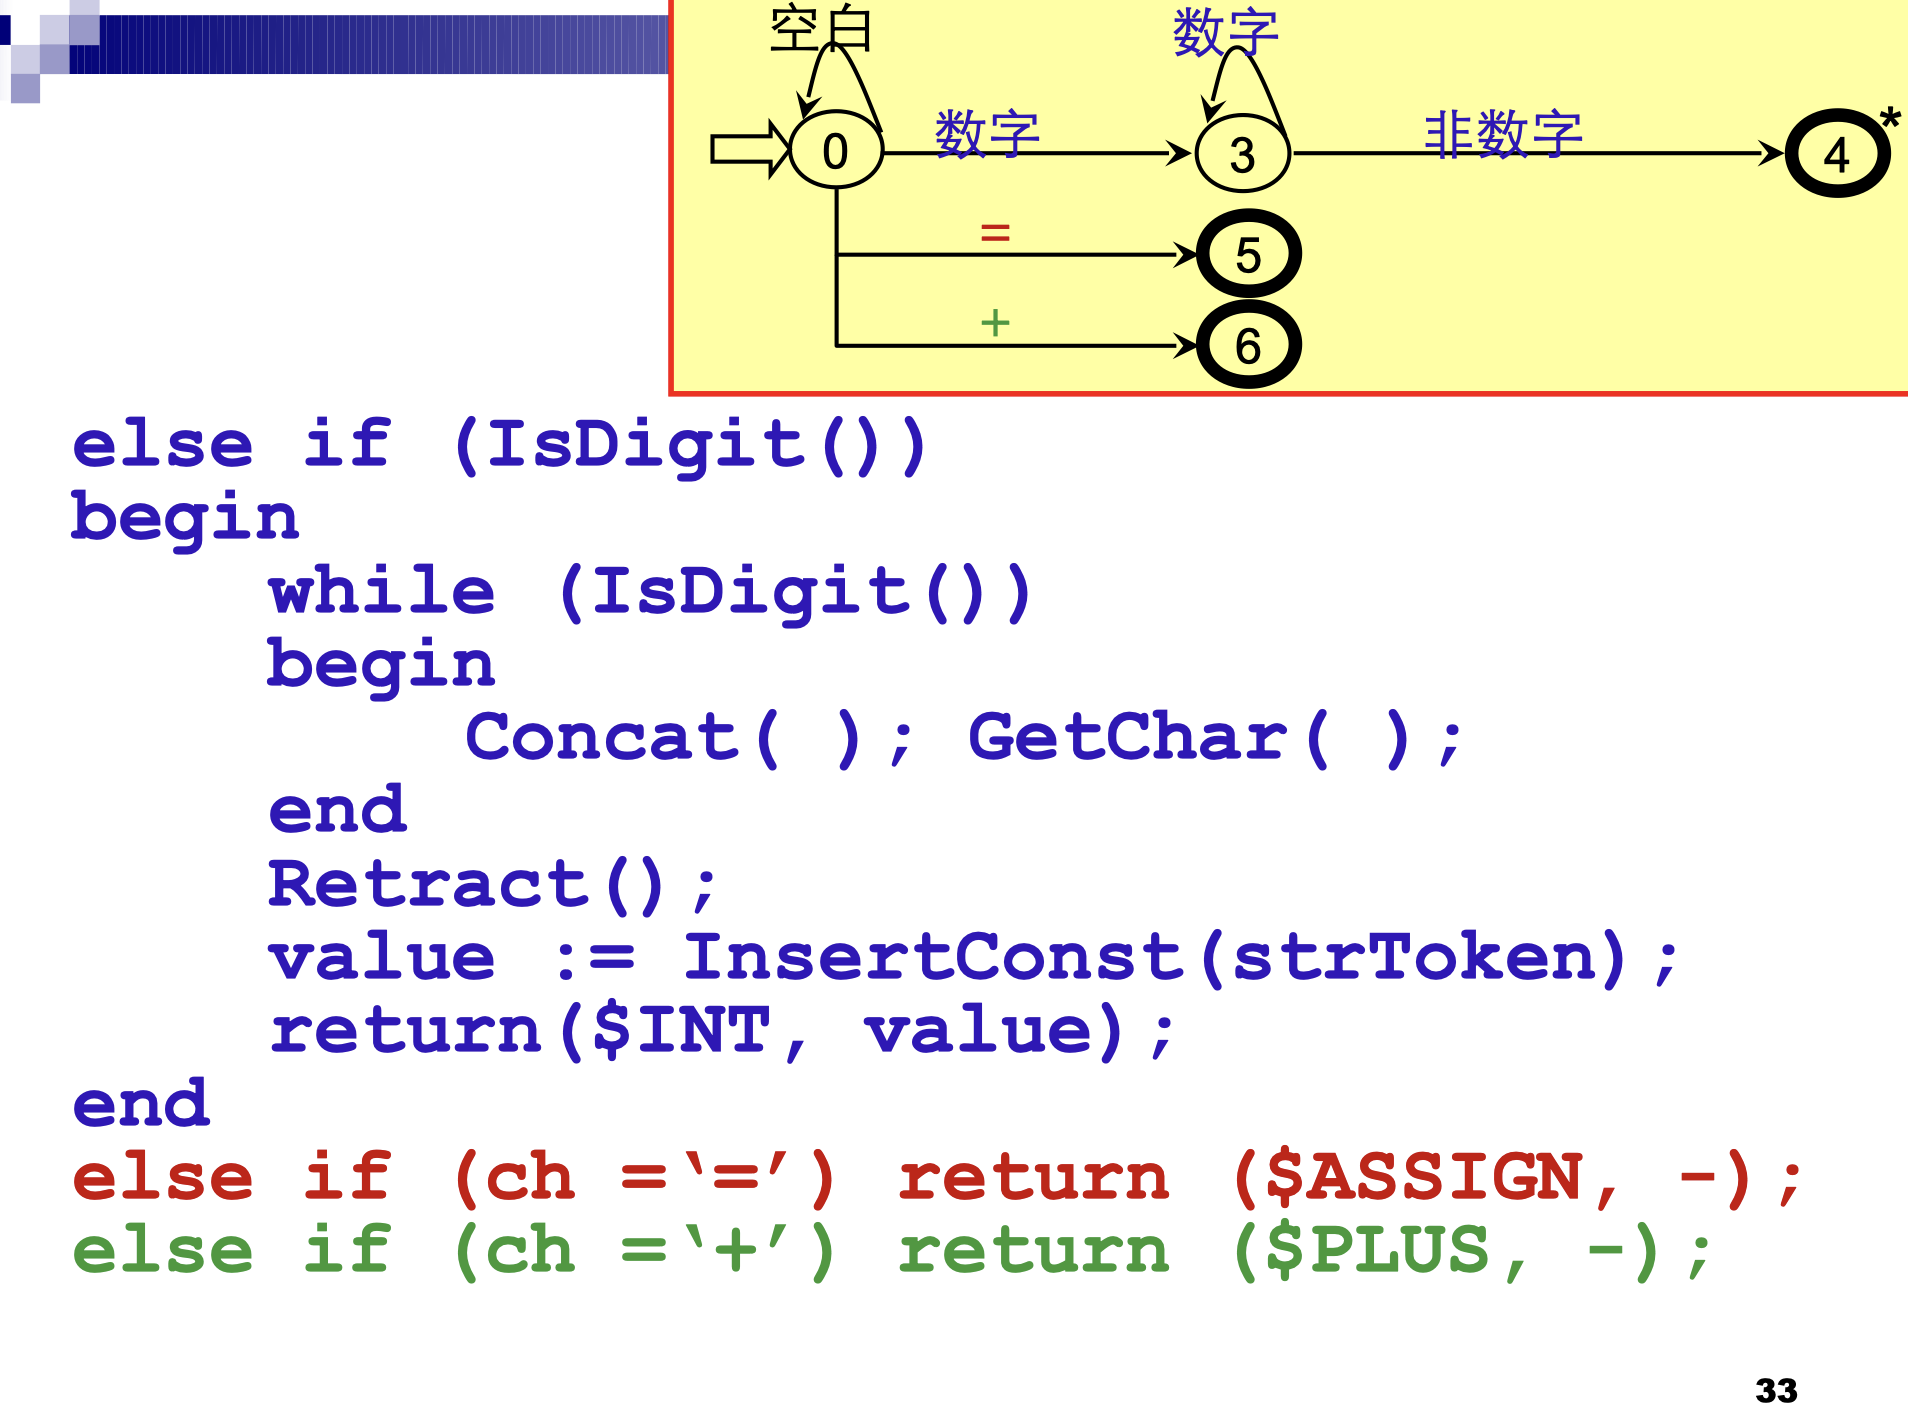 空白
数字
0
数字
3
非数字
4
*
=
5
+
6
else if (IsDigit())
begin
while (IsDigit())
begin
Concat( ); GetChar( );
end
Retract();
value := InsertConst(strToken);
return($INT, value);
end
else if (ch =‘=’) return ($ASSIGN, -);
else if (ch =‘+’) return ($PLUS, -);
33